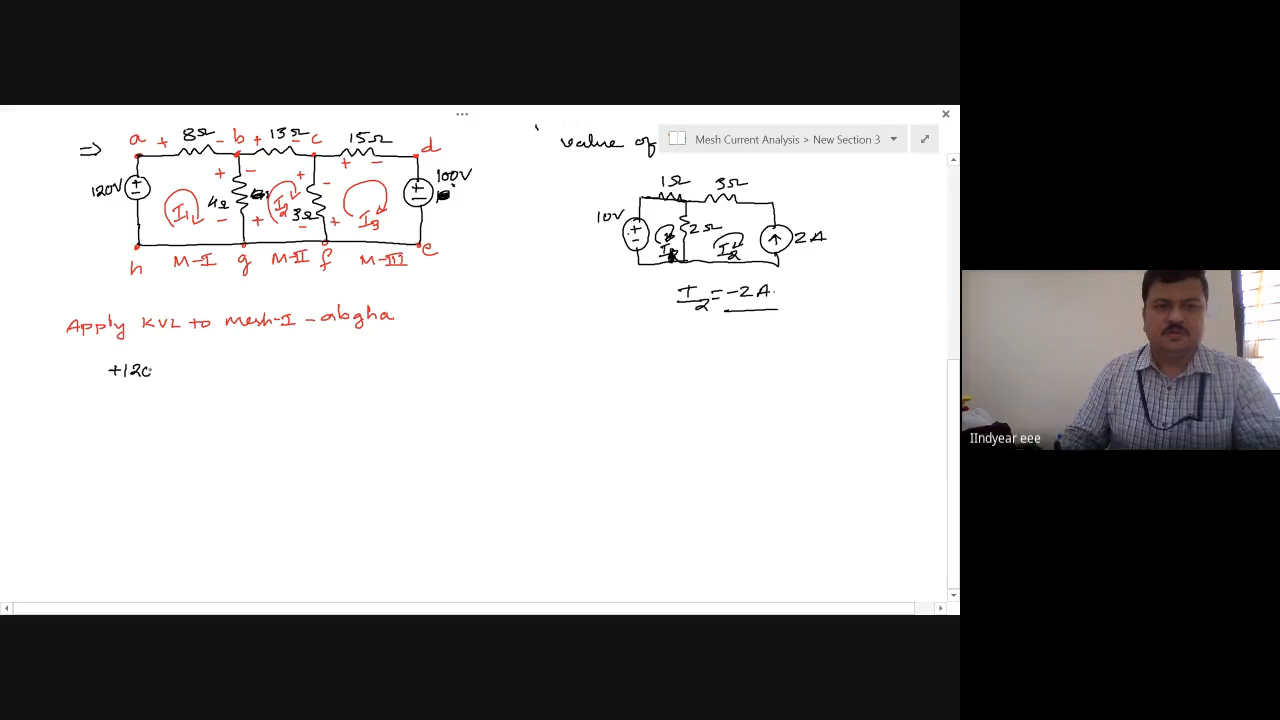 ⇒ a + 8Ω - b + 13Ω - c 15Ω d
+ -
120V + - 4Ω 3Ω 100V
I1 I2 I3
h M-I g M-II f M-III e
Apply KVL to Mesh-I - abgha
+120
value of
Mesh Current Analysis > New Section 3
1Ω 3Ω
10V 2Ω 2A
I2
I2 = -2A
IIndyear eee